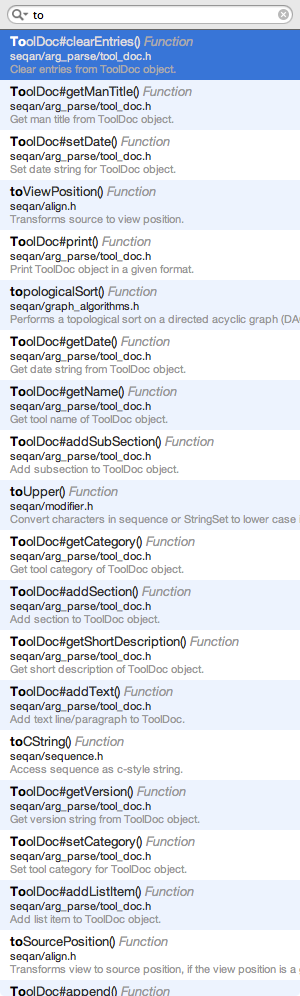 to
ToolDoc#clearEntries() Function
seqan/arg_parse/tool_doc.h
Clear entries from ToolDoc object.
ToolDoc#getManTitle() Function
seqan/arg_parse/tool_doc.h
Get man title from ToolDoc object.
ToolDoc#setDate() Function
seqan/arg_parse/tool_doc.h
Set date string for ToolDoc object.
toViewPosition() Function
seqan/align.h
Transforms source to view position.
ToolDoc#print() Function
seqan/arg_parse/tool_doc.h
Print ToolDoc object in a given format.
topologicalSort() Function
seqan/graph_algorithms.h
Performs a topological sort on a directed acyclic graph (DAG
ToolDoc#getDate() Function
seqan/arg_parse/tool_doc.h
Get date string from ToolDoc object.
ToolDoc#getName() Function
seqan/arg_parse/tool_doc.h
Get tool name of ToolDoc object.
ToolDoc#addSubSection() Function
seqan/arg_parse/tool_doc.h
Add subsection to ToolDoc object.
toUpper() Function
seqan/modifier.h
Convert characters in sequence or StringSet to lower case
ToolDoc#getCategory() Function
seqan/arg_parse/tool_doc.h
Get tool category of ToolDoc object.
ToolDoc#addSection() Function
seqan/arg_parse/tool_doc.h
Add section to ToolDoc object.
ToolDoc#getShortDescription() Function
seqan/arg_parse/tool_doc.h
Get short description of ToolDoc object.
ToolDoc#addText() Function
seqan/arg_parse/tool_doc.h
Add text line/paragraph to ToolDoc.
toCString() Function
seqan/sequence.h
Access sequence as c-style string.
ToolDoc#getVersion() Function
seqan/arg_parse/tool_doc.h
Get version string from ToolDoc object.
ToolDoc#setCategory() Function
seqan/arg_parse/tool_doc.h
Set tool category for ToolDoc object.
ToolDoc#addListItem() Function
seqan/arg_parse/tool_doc.h
Add list item to ToolDoc object.
toSourcePosition() Function
seqan/align.h
Transforms view to source position, if the view position is a
ToolDoc#append() Function